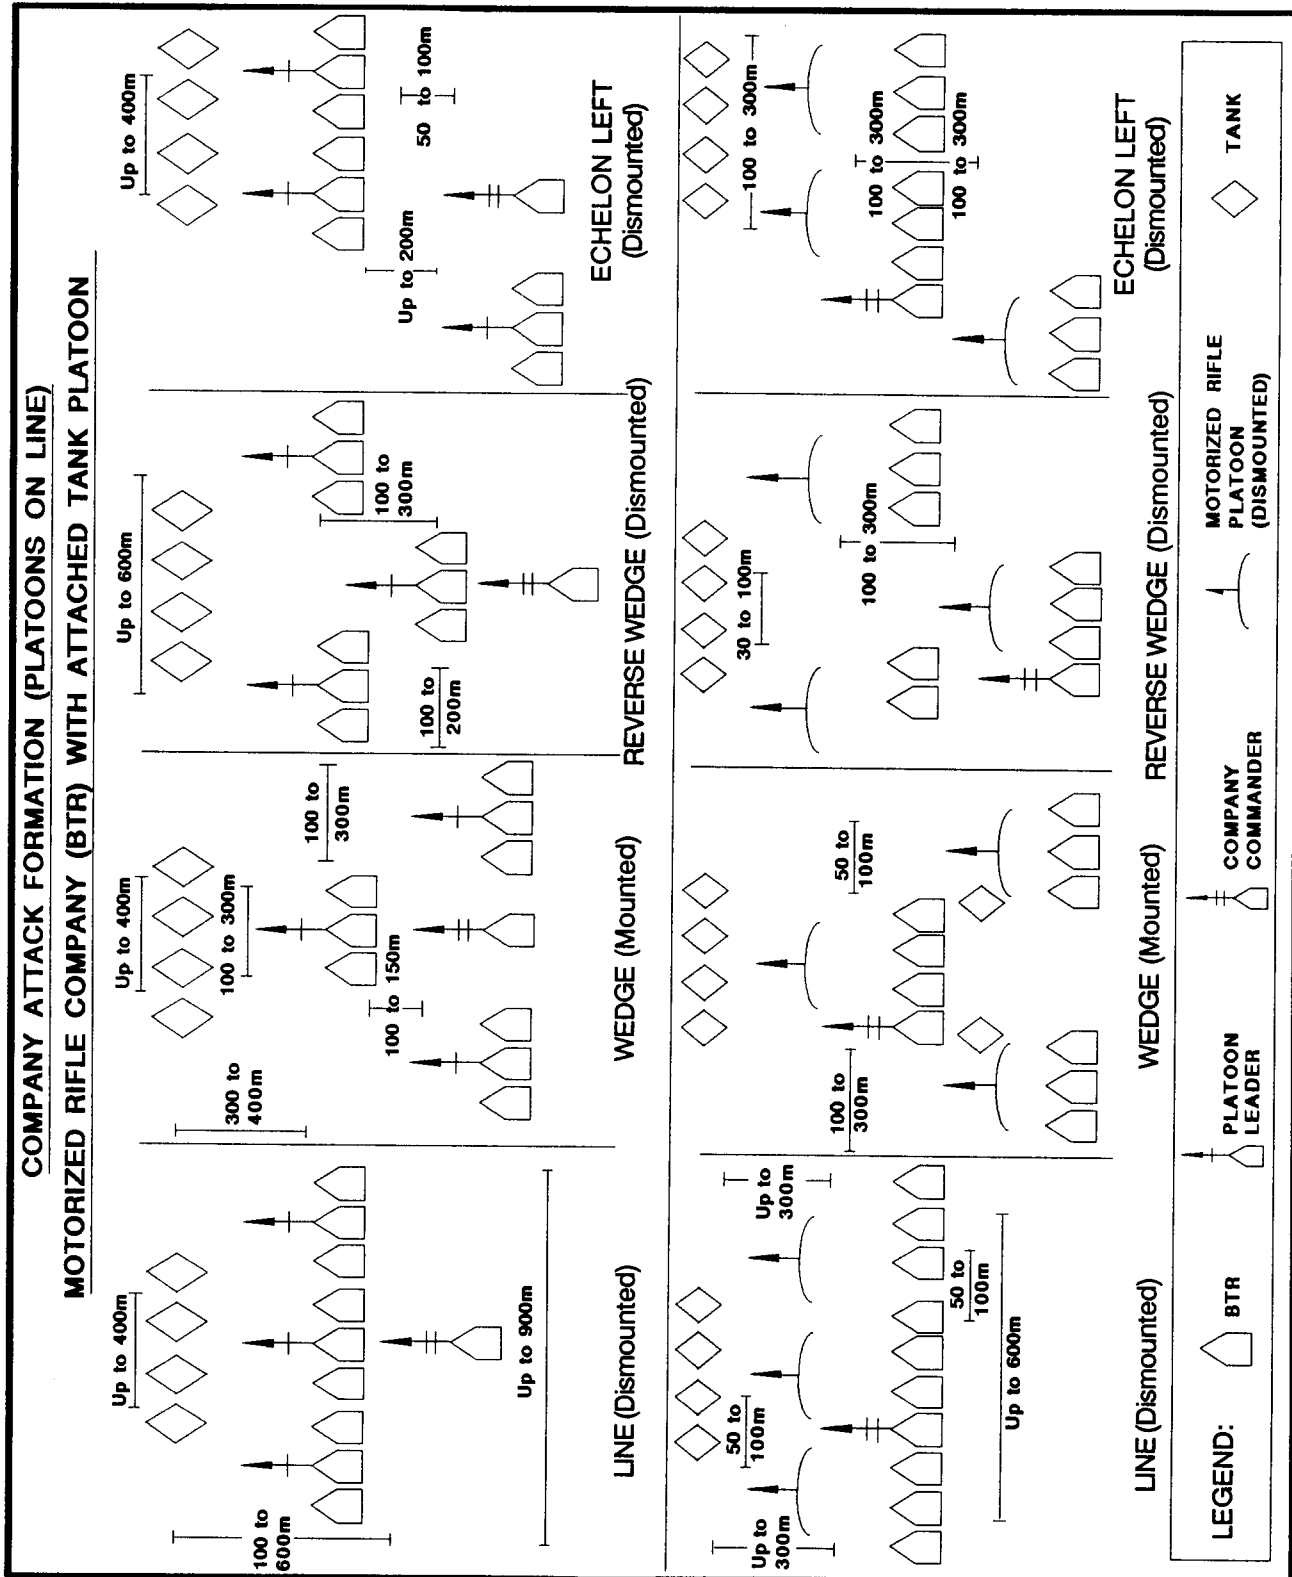 COMPANY ATTACK FORMATION (PLATOONS ON LINE)
MOTORIZED RIFLE COMPANY (BTR) WITH ATTACHED TANK PLATOON
Up to 400m
100 to
600m
Up to 900m
LINE (Dismounted)
300 to
400m
Up to 400m
100 to 300m
100 to
300m
100 to 150m
WEDGE (Mounted)
Up to 600m
100 to
300m
100 to
200m
REVERSE WEDGE (Dismounted)
Up to 400m
50 to 100m
Up to 200m
ECHELON LEFT
(Dismounted)
Up to
300m
50 to
100m
Up to
300m
50 to
100m
Up to 600m
LINE (Dismounted)
100 to
300m
50 to
100m
WEDGE (Mounted)
30 to 100m
100 to 300m
REVERSE WEDGE (Dismounted)
100 to 300m
100 to 300m
100 to 300m
ECHELON LEFT
(Dismounted)
LEGEND:
BTR
PLATOON
LEADER
COMPANY
COMMANDER
MOTORIZED RIFLE
PLATOON
(DISMOUNTED)
TANK